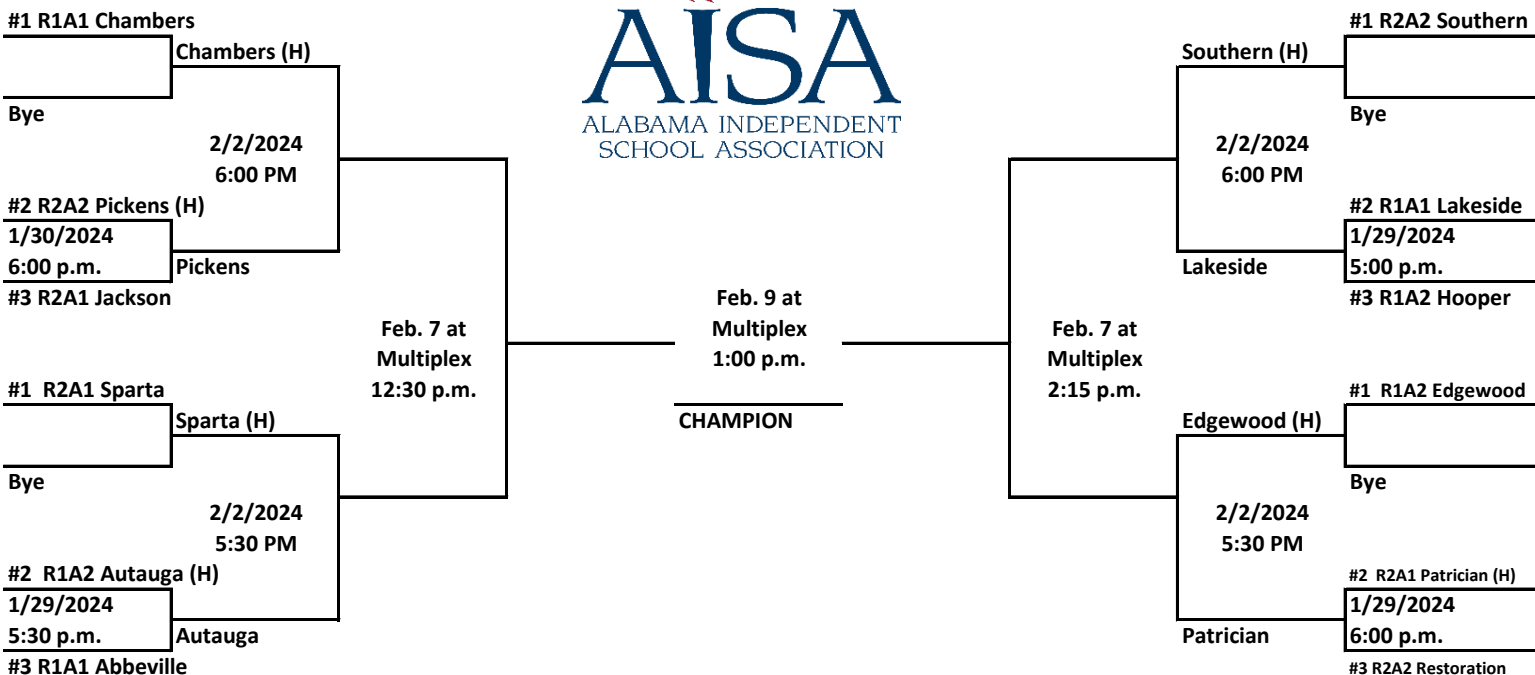 #1 R1A1 Chambers
Chambers (H)
Bye
2/2/2024
6:00 PM
#2 R2A2 Pickens (H)
1/30/2024
6:00 p.m.
Pickens
#3 R2A1 Jackson
Feb. 7 at
Multiplex
12:30 p.m.
#1  R2A1 Sparta
Sparta (H)
Bye
2/2/2024
5:30 PM
#2  R1A2 Autauga (H)
1/29/2024
5:30 p.m.
Autauga
#3 R1A1 Abbeville
AISA
ALABAMA INDEPENDENT
SCHOOL ASSOCIATION
Feb. 9 at
Multiplex
1:00 p.m.
CHAMPION
#1 R2A2 Southern
Southern (H)
Bye
2/2/2024
6:00 PM
#2 R1A1 Lakeside
1/29/2024
5:00 p.m.
Lakeside
#3 R1A2 Hooper
Feb. 7 at
Multiplex
2:15 p.m.
#1  R1A2 Edgewood
Edgewood (H)
Bye
2/2/2024
5:30 PM
#2  R2A1 Patrician (H)
1/29/2024
6:00 p.m.
Patrician
#3 R2A2 Restoration